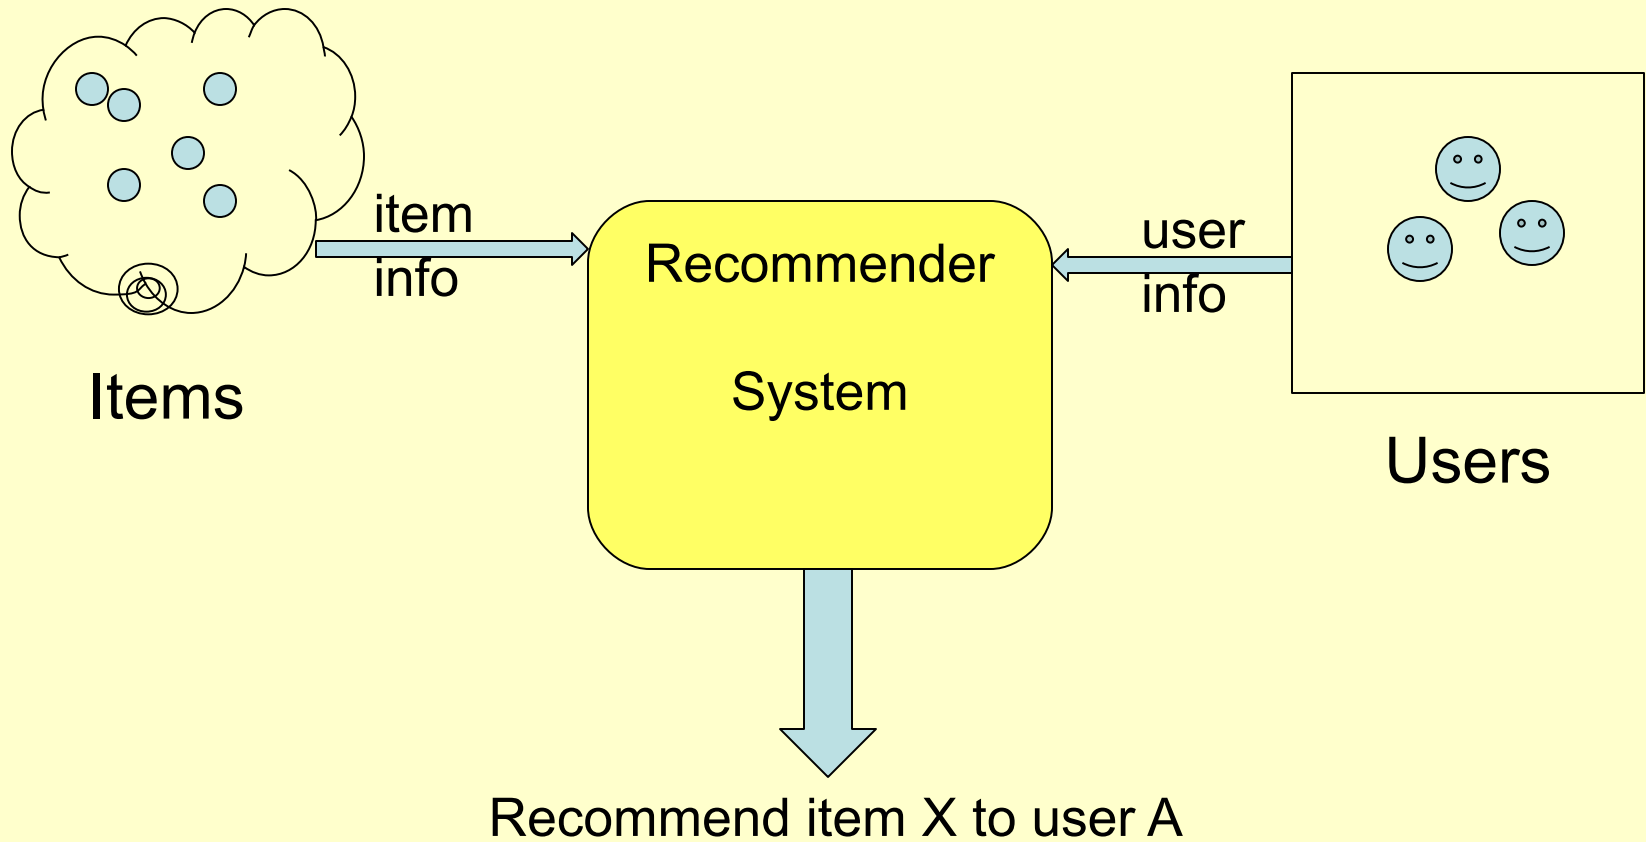 item
info
Items
Recommender
System
user
info
Users
Recommend item X to user A